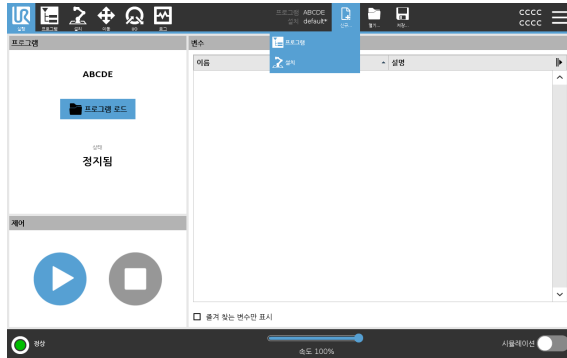 실행
프로그램
설치
이동
I/O
로그
프로그램 ABCDE
설치 default*
신규...
열기...
저장...
CCCC
CCCC
프로그램
설치
프로그램
변수
이름
설명
ABCDE
프로그램 로드
상태
정지됨
제어
즐겨 찾는 변수만 표시
정상
속도 100%
시뮬레이션